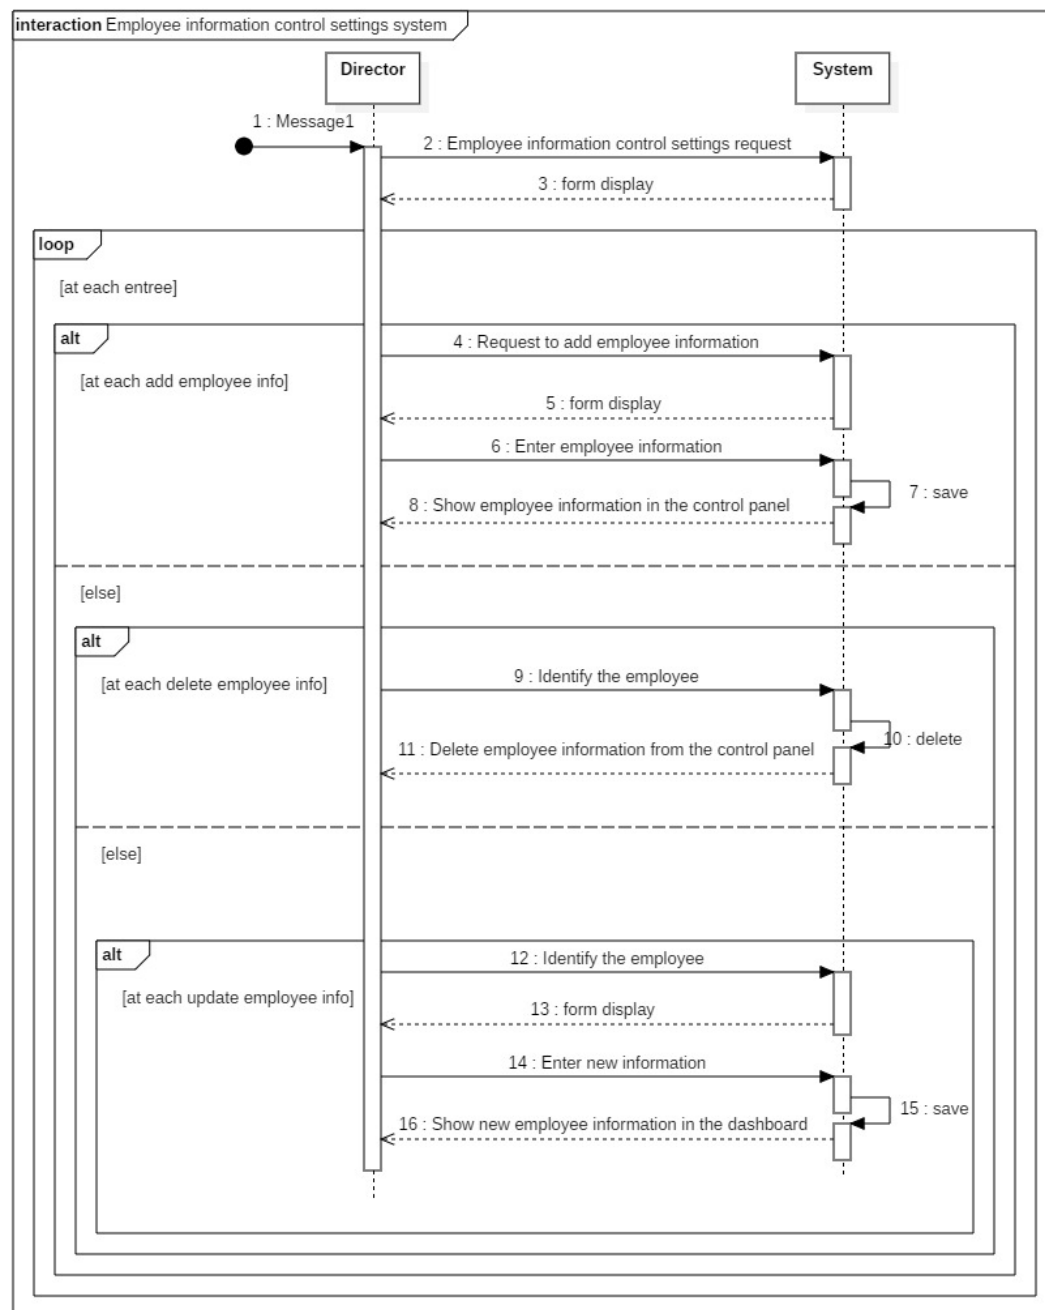 interaction Employee information control settings system
Director
System
1 : Message1
2 : Employee information control settings request
3 : form display
loop
[at each entree]
alt
4 : Request to add employee information
[at each add employee info]
5 : form display
6 : Enter employee information
7 : save
8 : Show employee information in the control panel
[else]
alt
9 : Identify the employee
[at each delete employee info]
10 : delete
11 : Delete employee information from the control panel
[else]
alt
12 : Identify the employee
[at each update employee info]
13 : form display
14 : Enter new information
15 : save
16 : Show new employee information in the dashboard